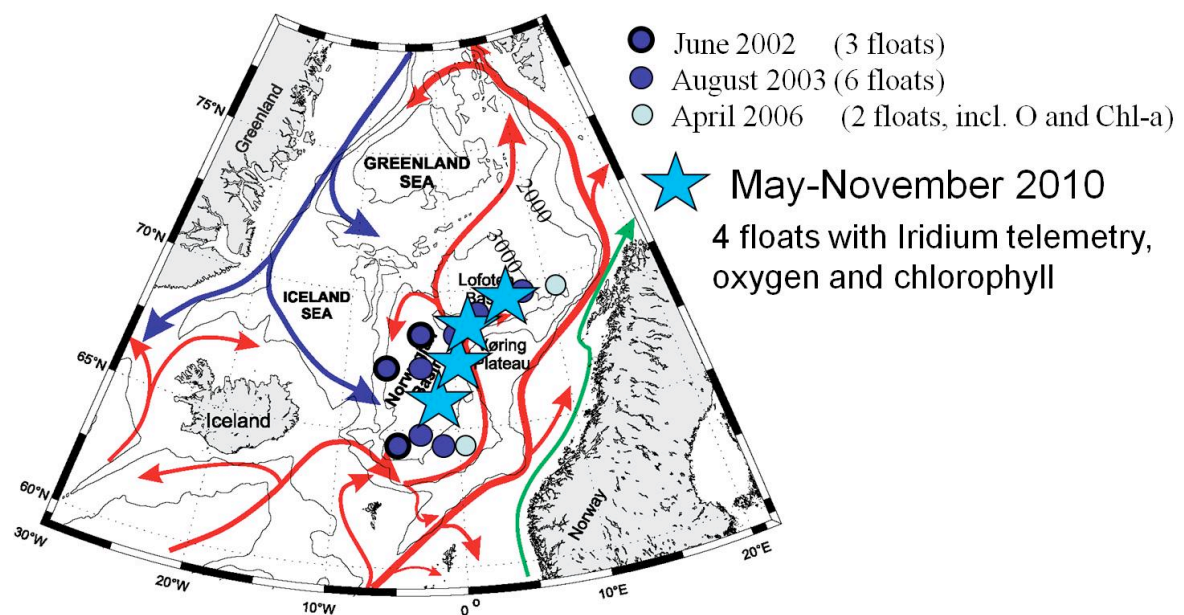 June 2002 (3 floats)
August 2003 (6 floats)
April 2006 (2 floats, incl. O and Chl-a)
May-November 2010
4 floats with Iridium telemetry,
oxygen and chlorophyll
75°N
Greenland
GREENLAND
SEA
2000
70°N
3000
ICELAND
SEA
65°N
Plateau
Iceland
60°N
Norway
30°W
20°W
10°W
0°
10°E
20°E